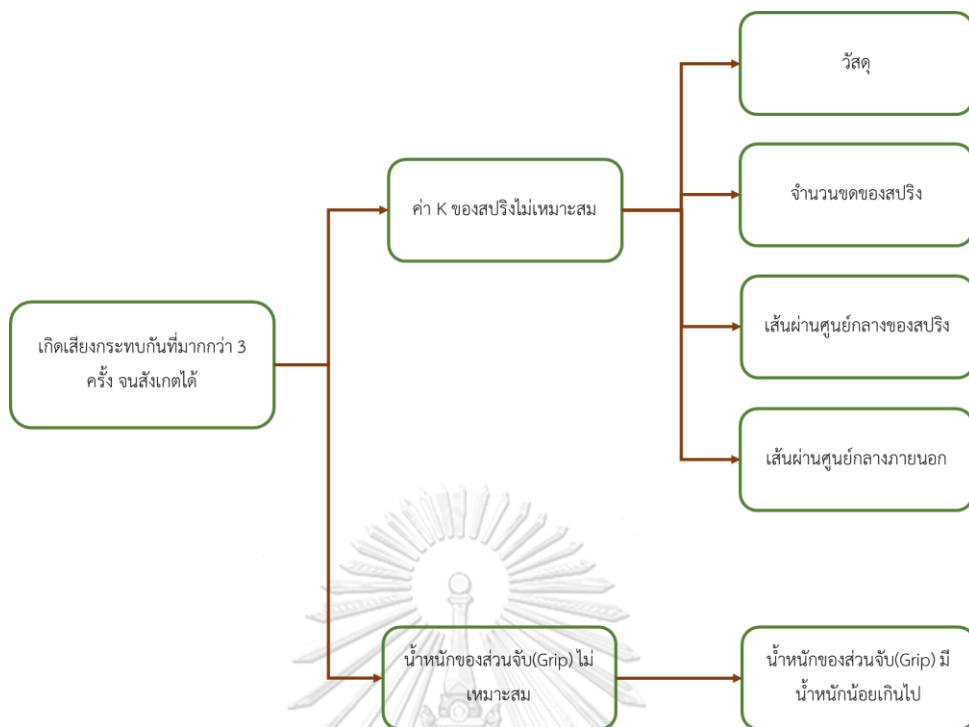 วัสดุ
ค่า K ของสปริงไม่เหมาะสม
จำนวนขดของสปริง
เกิดเสียงกระทบกันที่มากกว่า 3
ครั้ง จนสังเกตได้
เส้นผ่านศูนย์กลางของสปริง
เส้นผ่านศูนย์กลางภายนอก
น้ำหนักของส่วนจับ(Grip) ไม่
เหมาะสม
น้ำหนักของส่วนจับ(Grip) มี
น้ำหนักน้อยเกินไป